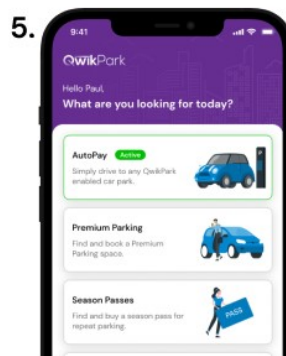 5.
9:41
QwikPark
Hello Paul,
What are you looking for today?
AutoPay Active
Simply drive to any QwikPark
enabled car park.
Premium Parking
Find and book a Premium
Parking space.
Season Passes
Find and buy a season pass for
repeat parking.
PASS